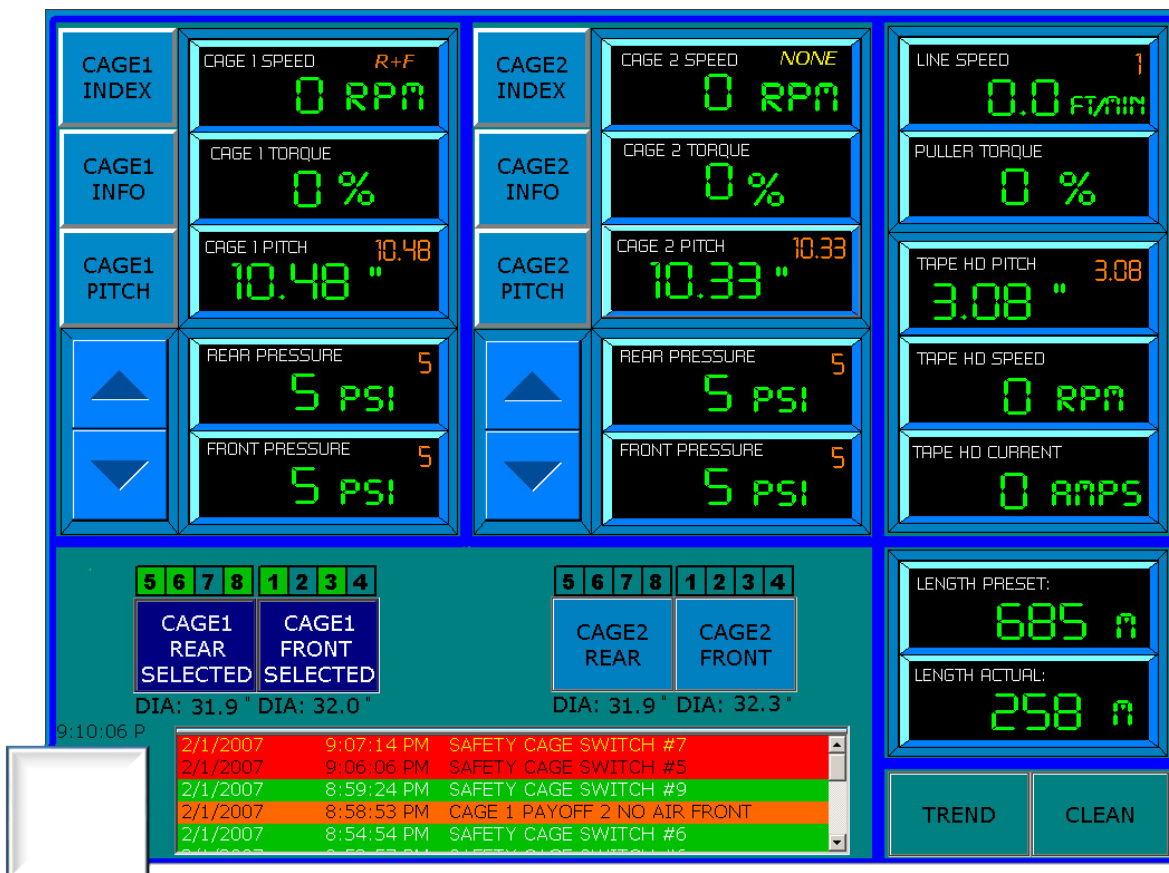 CAGE1
INDEX
CAGE 1 SPEED R+F
0 RPM
CAGE1
INFO
CAGE 1 TORQUE
0 %
CAGE1
PITCH
CAGE 1 PITCH 10.48
10.48 "
REAR PRESSURE 5
5 PSI
FRONT PRESSURE 5
5 PSI
CAGE2
INDEX
CAGE 2 SPEED NONE
0 RPM
CAGE2
INFO
CAGE 2 TORQUE
0 %
CAGE2
PITCH
CAGE 2 PITCH 10.33
10.33 "
REAR PRESSURE 5
5 PSI
FRONT PRESSURE 5
5 PSI
LINE SPEED 1
0.0 FT/MIN
PULLER TORQUE
0 %
TAPE HD PITCH 3.08
3.08 "
TAPE HD SPEED
0 RPM
TAPE HD CURRENT
0 AMPS
5 6 7 8 1 2 3 4
CAGE1
REAR
SELECTED
CAGE1
FRONT
SELECTED
DIA: 31.9 " DIA: 32.0 "
5 6 7 8 1 2 3 4
CAGE2
REAR
CAGE2
FRONT
DIA: 31.9 " DIA: 32.3 "
LENGTH PRESET:
685 m
LENGTH ACTUAL:
258 m
9:10:06 P
2/1/2007 9:07:14 PM SAFETY CAGE SWITCH #7
2/1/2007 9:06:06 PM SAFETY CAGE SWITCH #5
2/1/2007 8:59:24 PM SAFETY CAGE SWITCH #9
2/1/2007 8:58:53 PM CAGE 1 PAYOFF 2 NO AIR FRONT
2/1/2007 8:54:54 PM SAFETY CAGE SWITCH #6
TREND
CLEAN